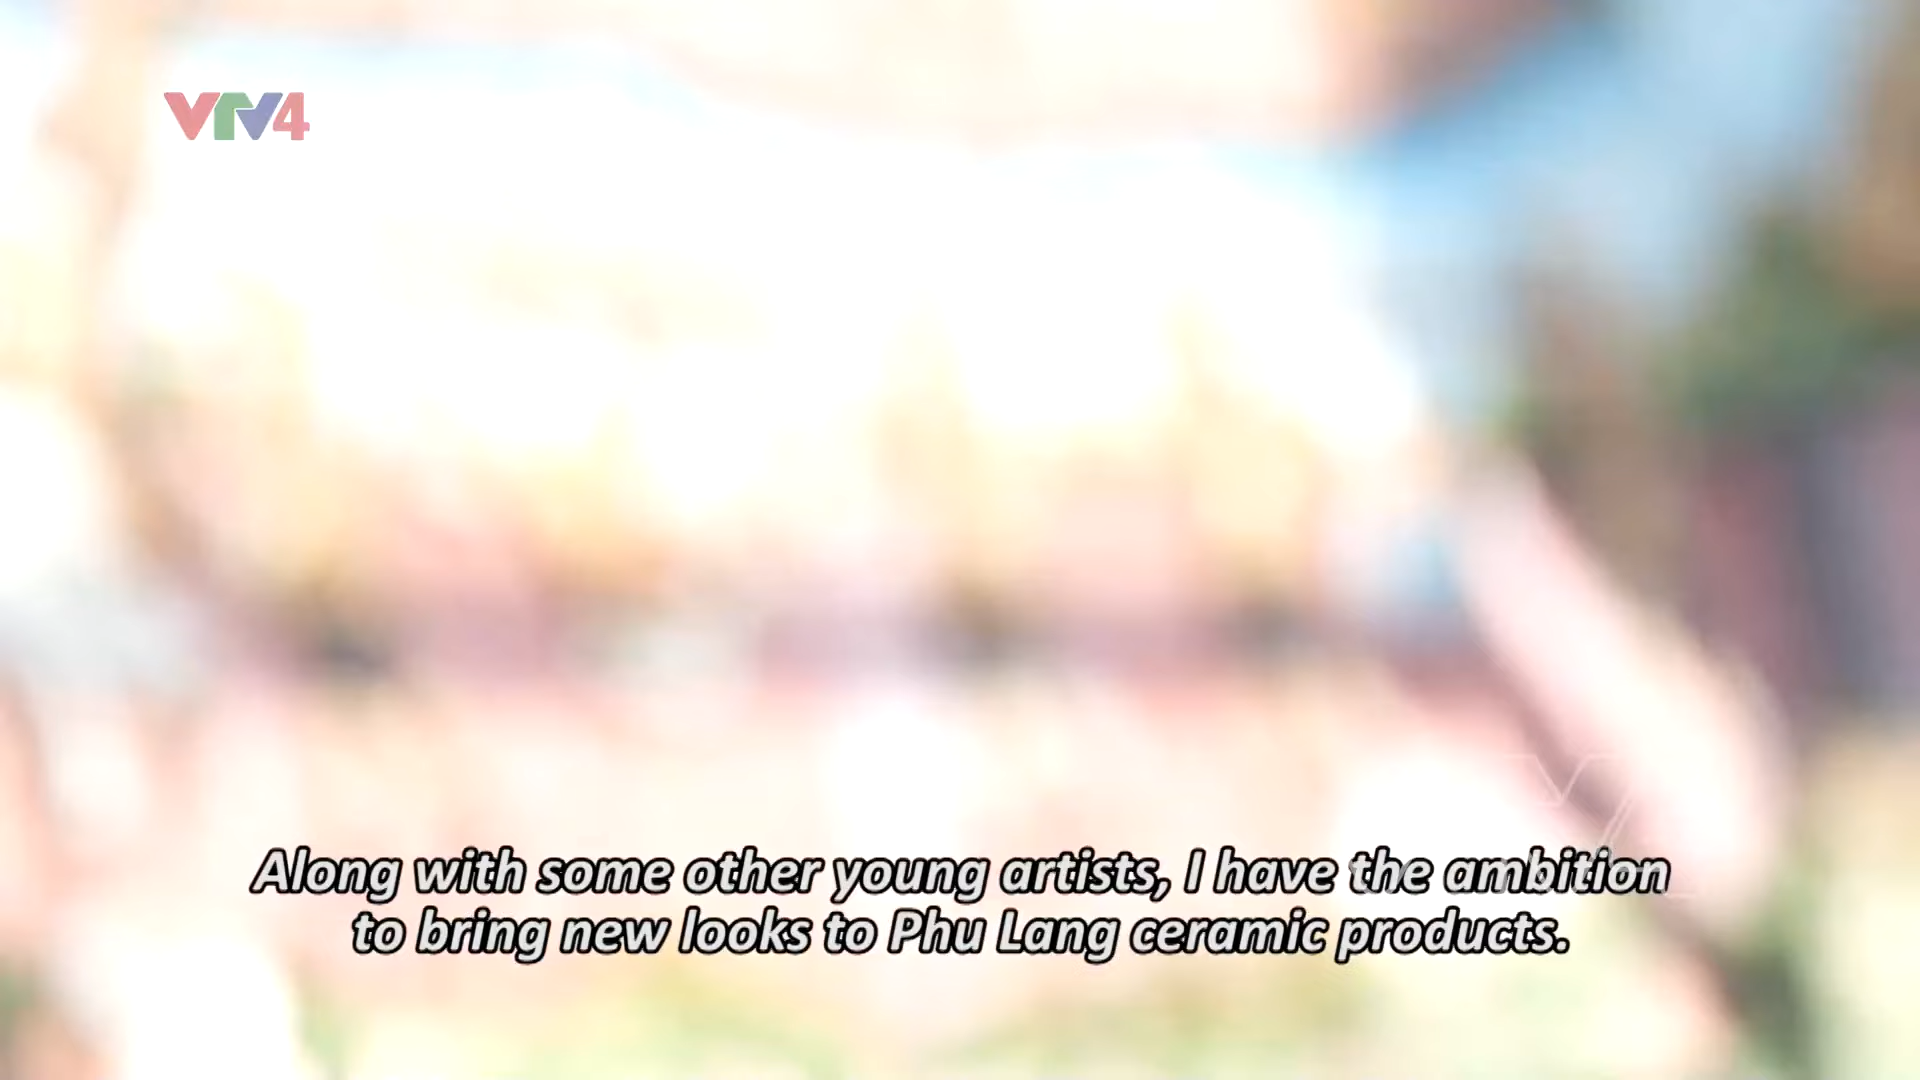 VTV4
Along with some other young artists, I have the ambition
to bring new looks to Phu Lang ceramic products.